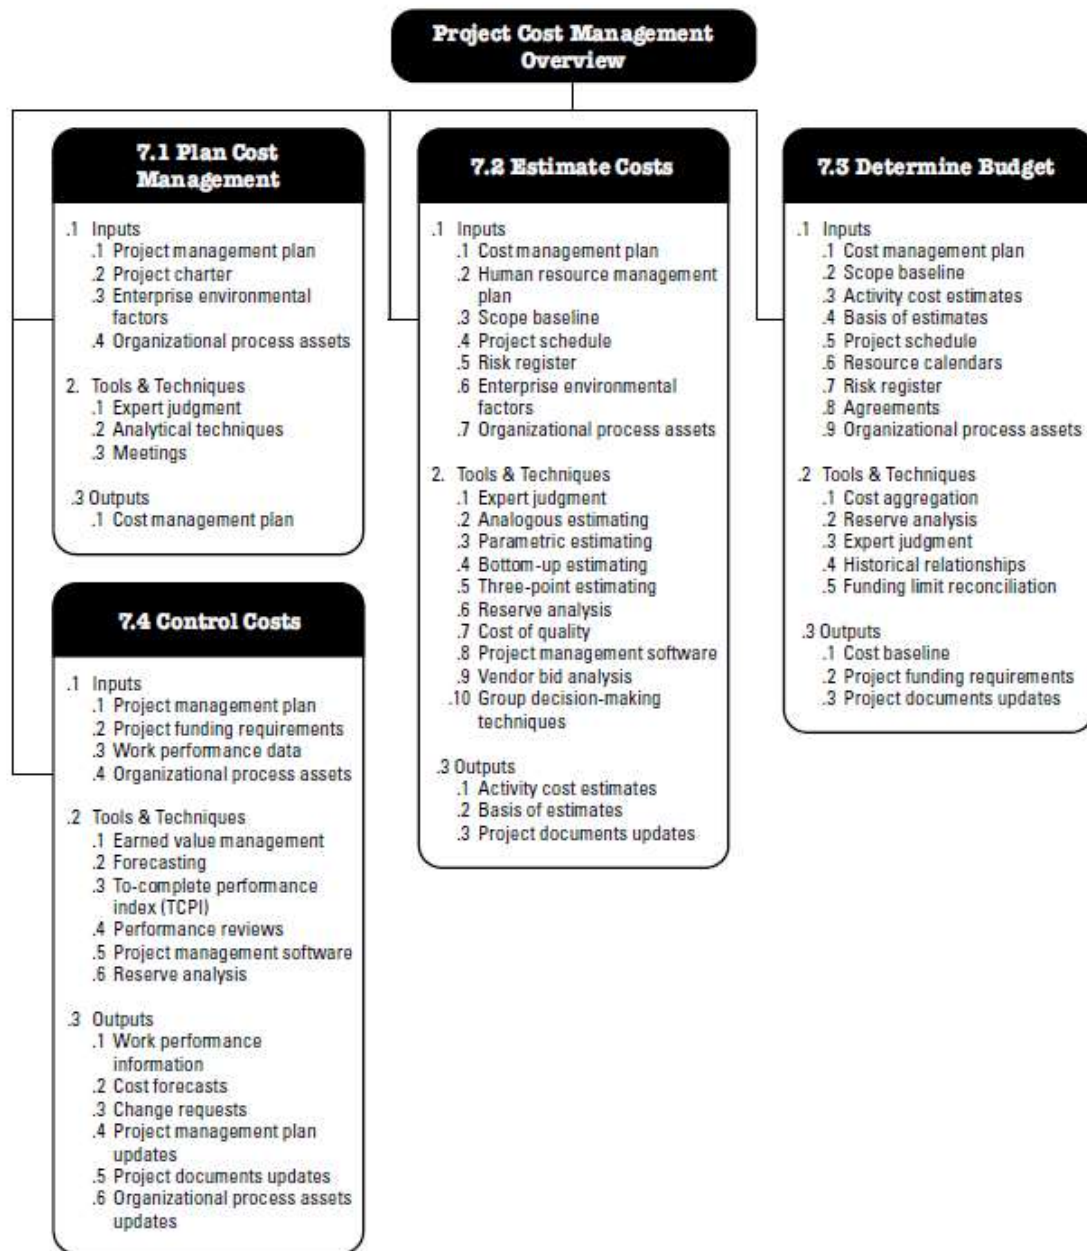 Project Cost Management
Overview
7.1 Plan Cost
Management
.1 Inputs
.1 Project management plan
.2 Project charter
.3 Enterprise environmental
factors
.4 Organizational process assets
2. Tools & Techniques
.1 Expert judgment
.2 Analytical techniques
.3 Meetings
.3 Outputs
.1 Cost management plan
7.2 Estimate Costs
.1 Inputs
.1 Cost management plan
.2 Human resource management
plan
.3 Scope baseline
.4 Project schedule
.5 Risk register
.6 Enterprise environmental
factors
.7 Organizational process assets
2. Tools & Techniques
.1 Expert judgment
.2 Analogous estimating
.3 Parametric estimating
.4 Bottom-up estimating
.5 Three-point estimating
.6 Reserve analysis
.7 Cost of quality
.8 Project management software
.9 Vendor bid analysis
.10 Group decision-making
techniques
.3 Outputs
.1 Activity cost estimates
.2 Basis of estimates
.3 Project documents updates
7.3 Determine Budget
.1 Inputs
.1 Cost management plan
.2 Scope baseline
.3 Activity cost estimates
.4 Basis of estimates
.5 Project schedule
.6 Resource calendars
.7 Risk register
.8 Agreements
.9 Organizational process assets
.2 Tools & Techniques
.1 Cost aggregation
.2 Reserve analysis
.3 Expert judgment
.4 Historical relationships
.5 Funding limit reconciliation
.3 Outputs
.1 Cost baseline
.2 Project funding requirements
.3 Project documents updates
7.4 Control Costs
.1 Inputs
.1 Project management plan
.2 Project funding requirements
.3 Work performance data
.4 Organizational process assets
.2 Tools & Techniques
.1 Earned value management
.2 Forecasting
.3 To-complete performance
index (TCPI)
.4 Performance reviews
.5 Project management software
.6 Reserve analysis
.3 Outputs
.1 Work performance
information
.2 Cost forecasts
.3 Change requests
.4 Project management plan
updates
.5 Project documents updates
.6 Organizational process assets
updates